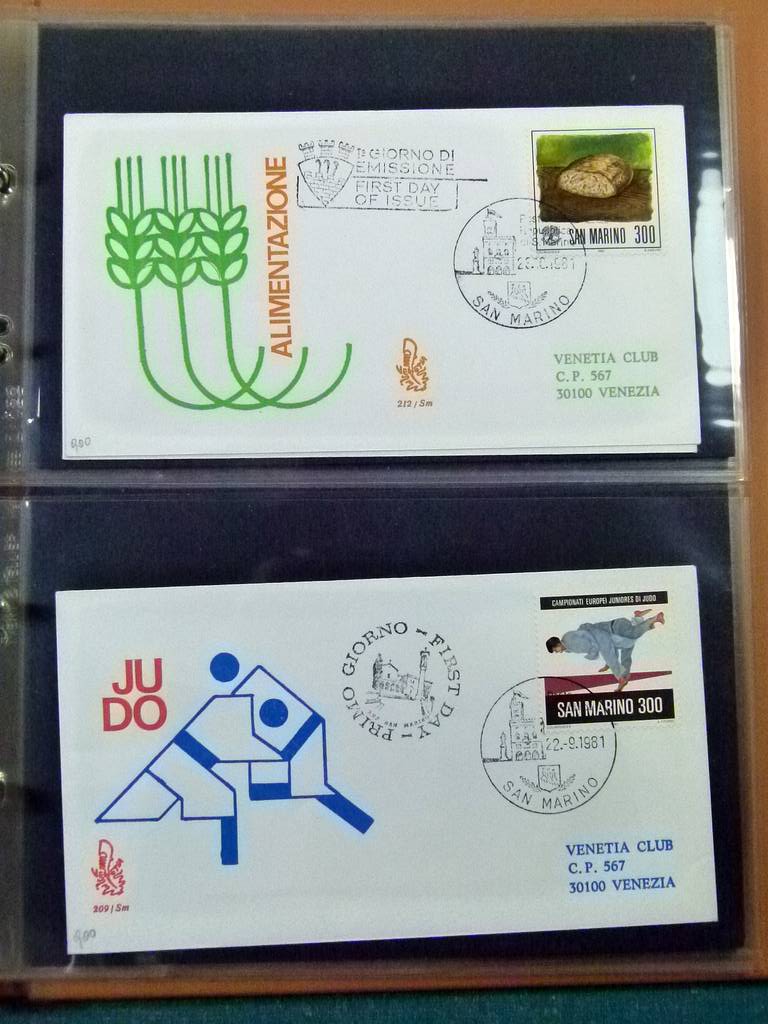 ALIMENTAZIONE
1° GIORNO DI
EMISSIONE
FIRST DAY
OF ISSUE
SAN MARINO 300
SAN MARINO
VENETIA CLUB
C.P. 567
30100 VENEZIA
212/Sm
JU
DO
PRIMO GIORNO - FIRST DAY -
CAMPIONATI EUROPEI JUNIORES DI JUDO
SAN MARINO 300
22.-9.1981
SAN MARINO
VENETIA CLUB
C.P. 567
30100 VENEZIA
209/Sm